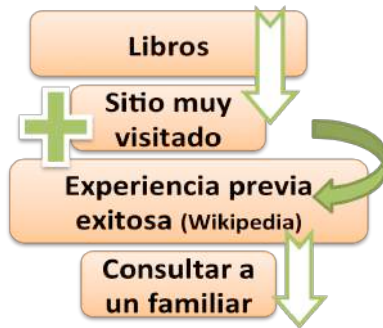 Libros
Sitio muy
visitado
Experiencia previa
exitosa (Wikipedia)
Consultar a
un familiar